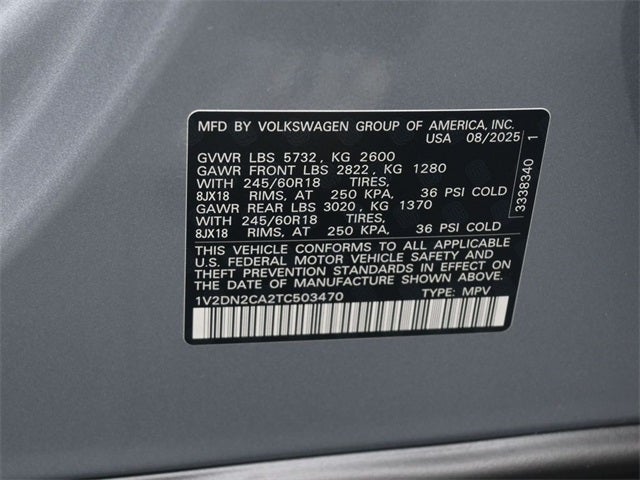 MFD BY VOLKSWAGEN GROUP OF AMERICA, INC.
USA 08/2025
GVWR LBS 5732, KG 2600
GAWR FRONT LBS 2822, KG 1280
WITH 245/60R18 TIRES,
8JX18 RIMS, AT 250 KPA, 36 PSI COLD
GAWR REAR LBS 3020, KG 1370
WITH 245/60R18 TIRES,
8JX18 RIMS, AT 250 KPA, 36 PSI COLD
THIS VEHICLE CONFORMS TO ALL APPLICABLE
U.S. FEDERAL MOTOR VEHICLE SAFETY AND
THEFT PREVENTION STANDARDS IN EFFECT ON
THE DATE OF MANUFACTURE SHOWN ABOVE.
1V2DN2CA2TC503470 TYPE: MPV
3338340 1